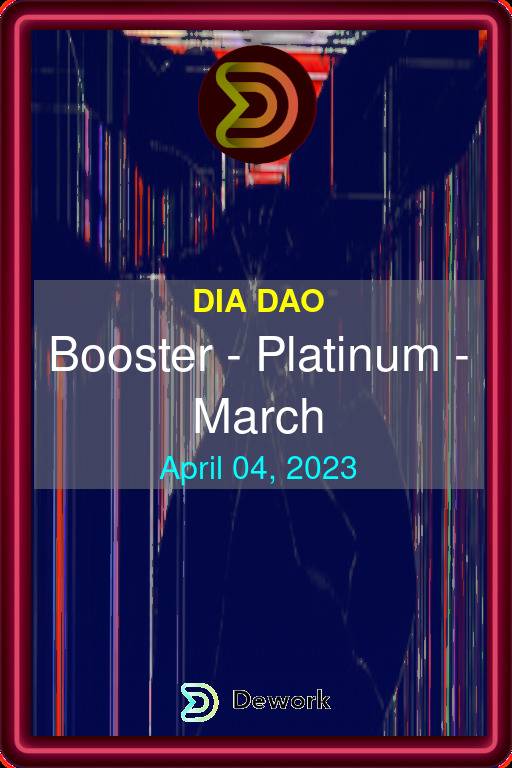 DIA DAO
Booster - Platinum -
March
April 04, 2023
Dework